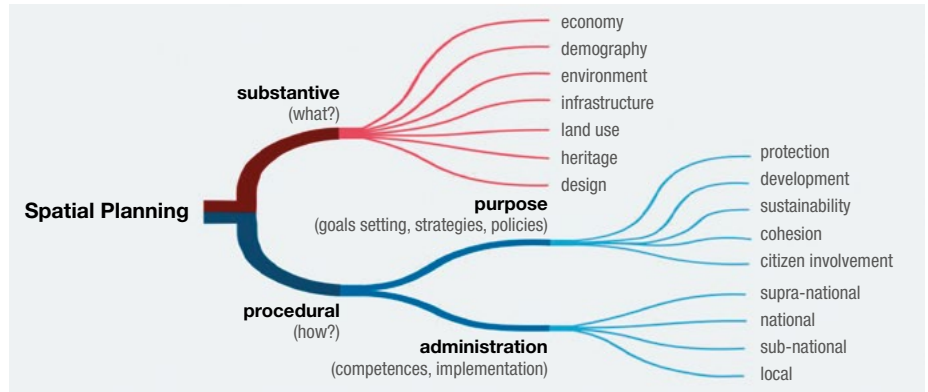 Spatial Planning
substantive
(what?)
economy
demography
environment
infrastructure
land use
heritage
design
procedural
(how?)
purpose
(goals setting, strategies, policies)
protection
development
sustainability
cohesion
citizen involvement
administration
(competences, implementation)
supra-national
national
sub-national
local